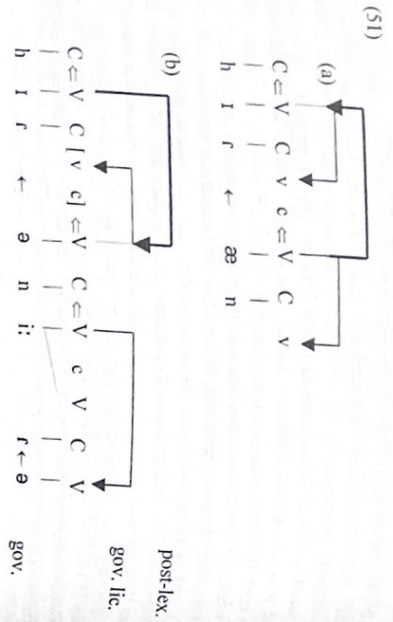 (51)
(a)
C ⇐ V C v c ⇐ V C v
h ɪ ɾ ← æ n
(b) post-lex.
gov. lic.
C ⇐ V C [ v c] ⇐ V C ⇐ V c V C V
h ɪ ɾ ← ə n iː ɾ ← ə gov.